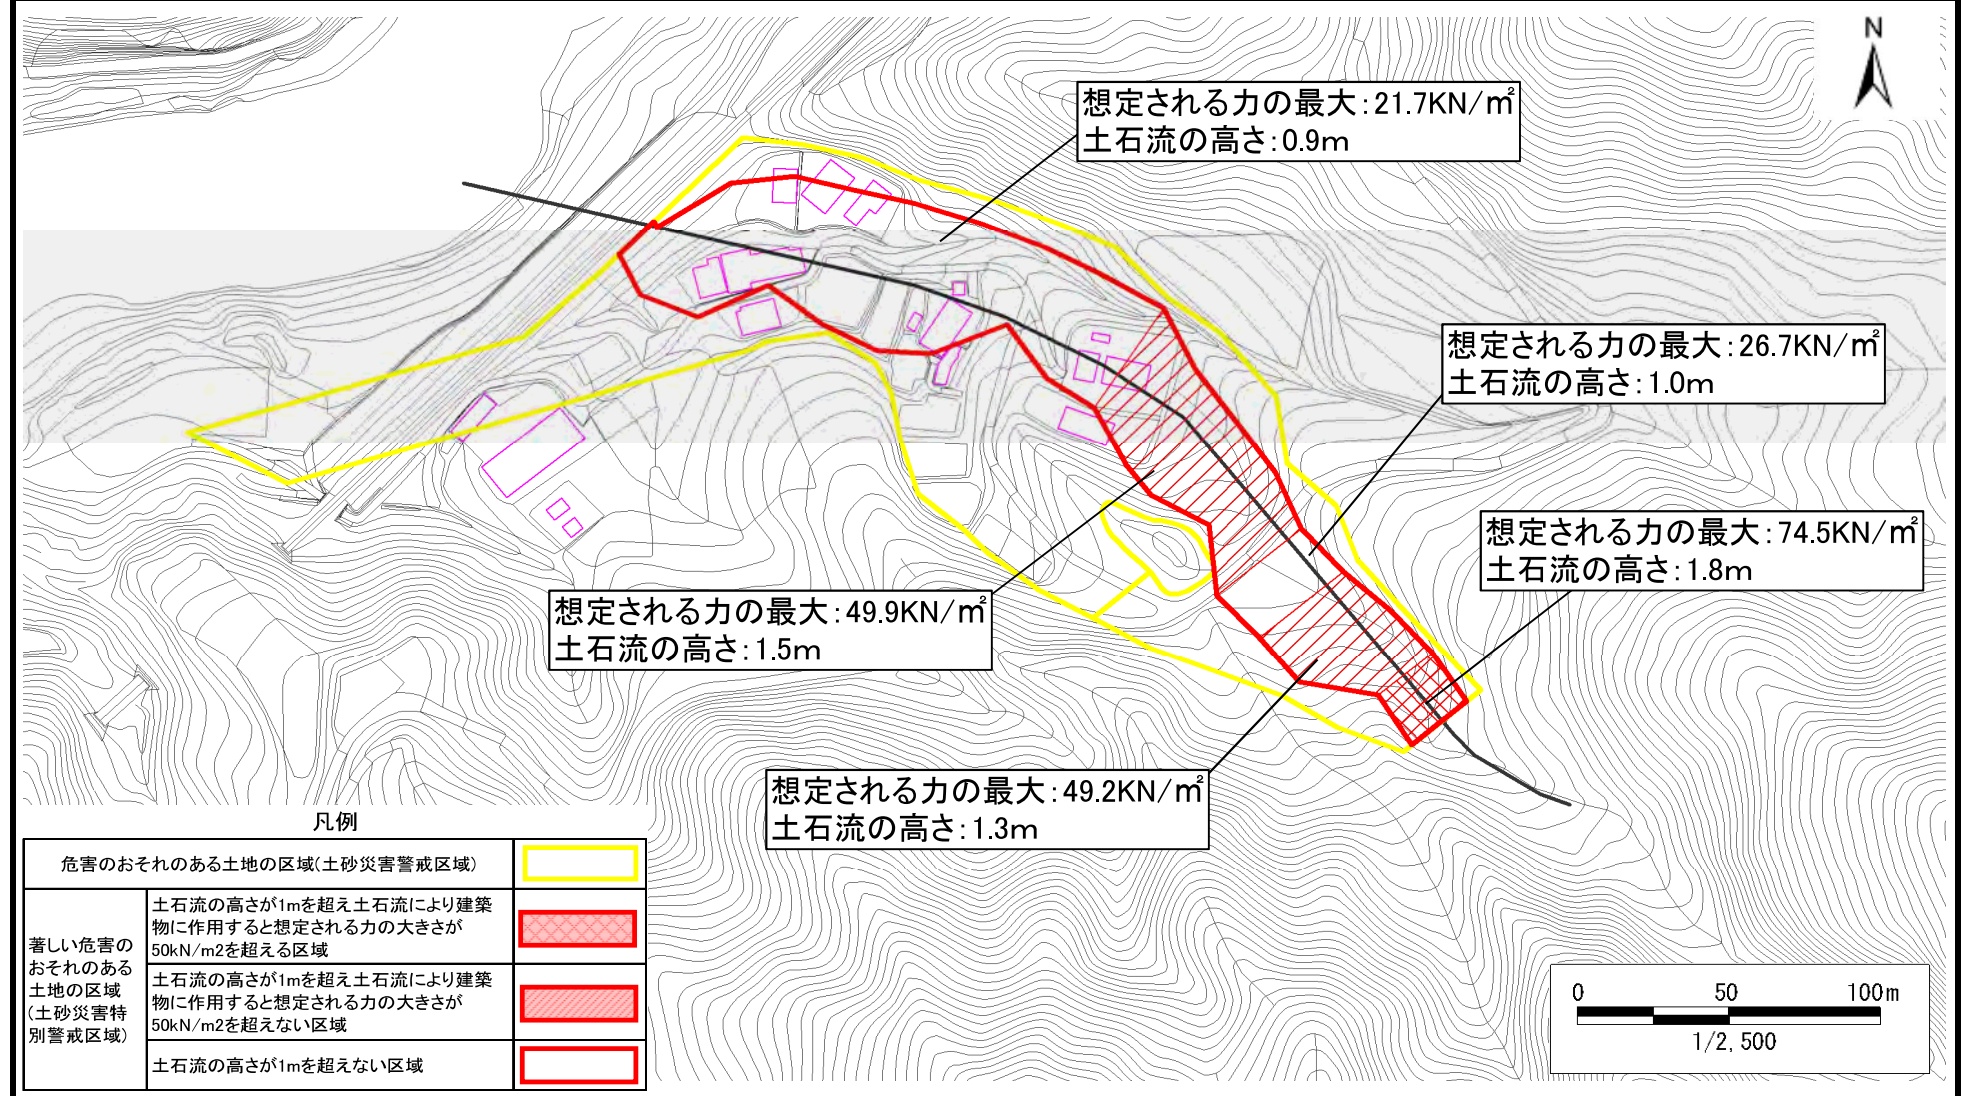 N
想定される力の最大:21.7KN/㎡
土石流の高さ:0.9m
想定される力の最大:26.7KN/㎡
土石流の高さ:1.0m
想定される力の最大:74.5KN/㎡
土石流の高さ:1.8m
想定される力の最大:49.9KN/㎡
土石流の高さ:1.5m
想定される力の最大:49.2KN/㎡
土石流の高さ:1.3m
凡例
危害のおそれのある土地の区域(土砂災害警戒区域)
著しい危害の
おそれのある
土地の区域
(土砂災害特
別警戒区域)
土石流の高さが1mを超え土石流により建築
物に作用すると想定される力の大きさが
50kN/m2を超える区域
土石流の高さが1mを超え土石流により建築
物に作用すると想定される力の大きさが
50kN/m2を超えない区域
土石流の高さが1mを超えない区域
0 50 100m
1/2,500